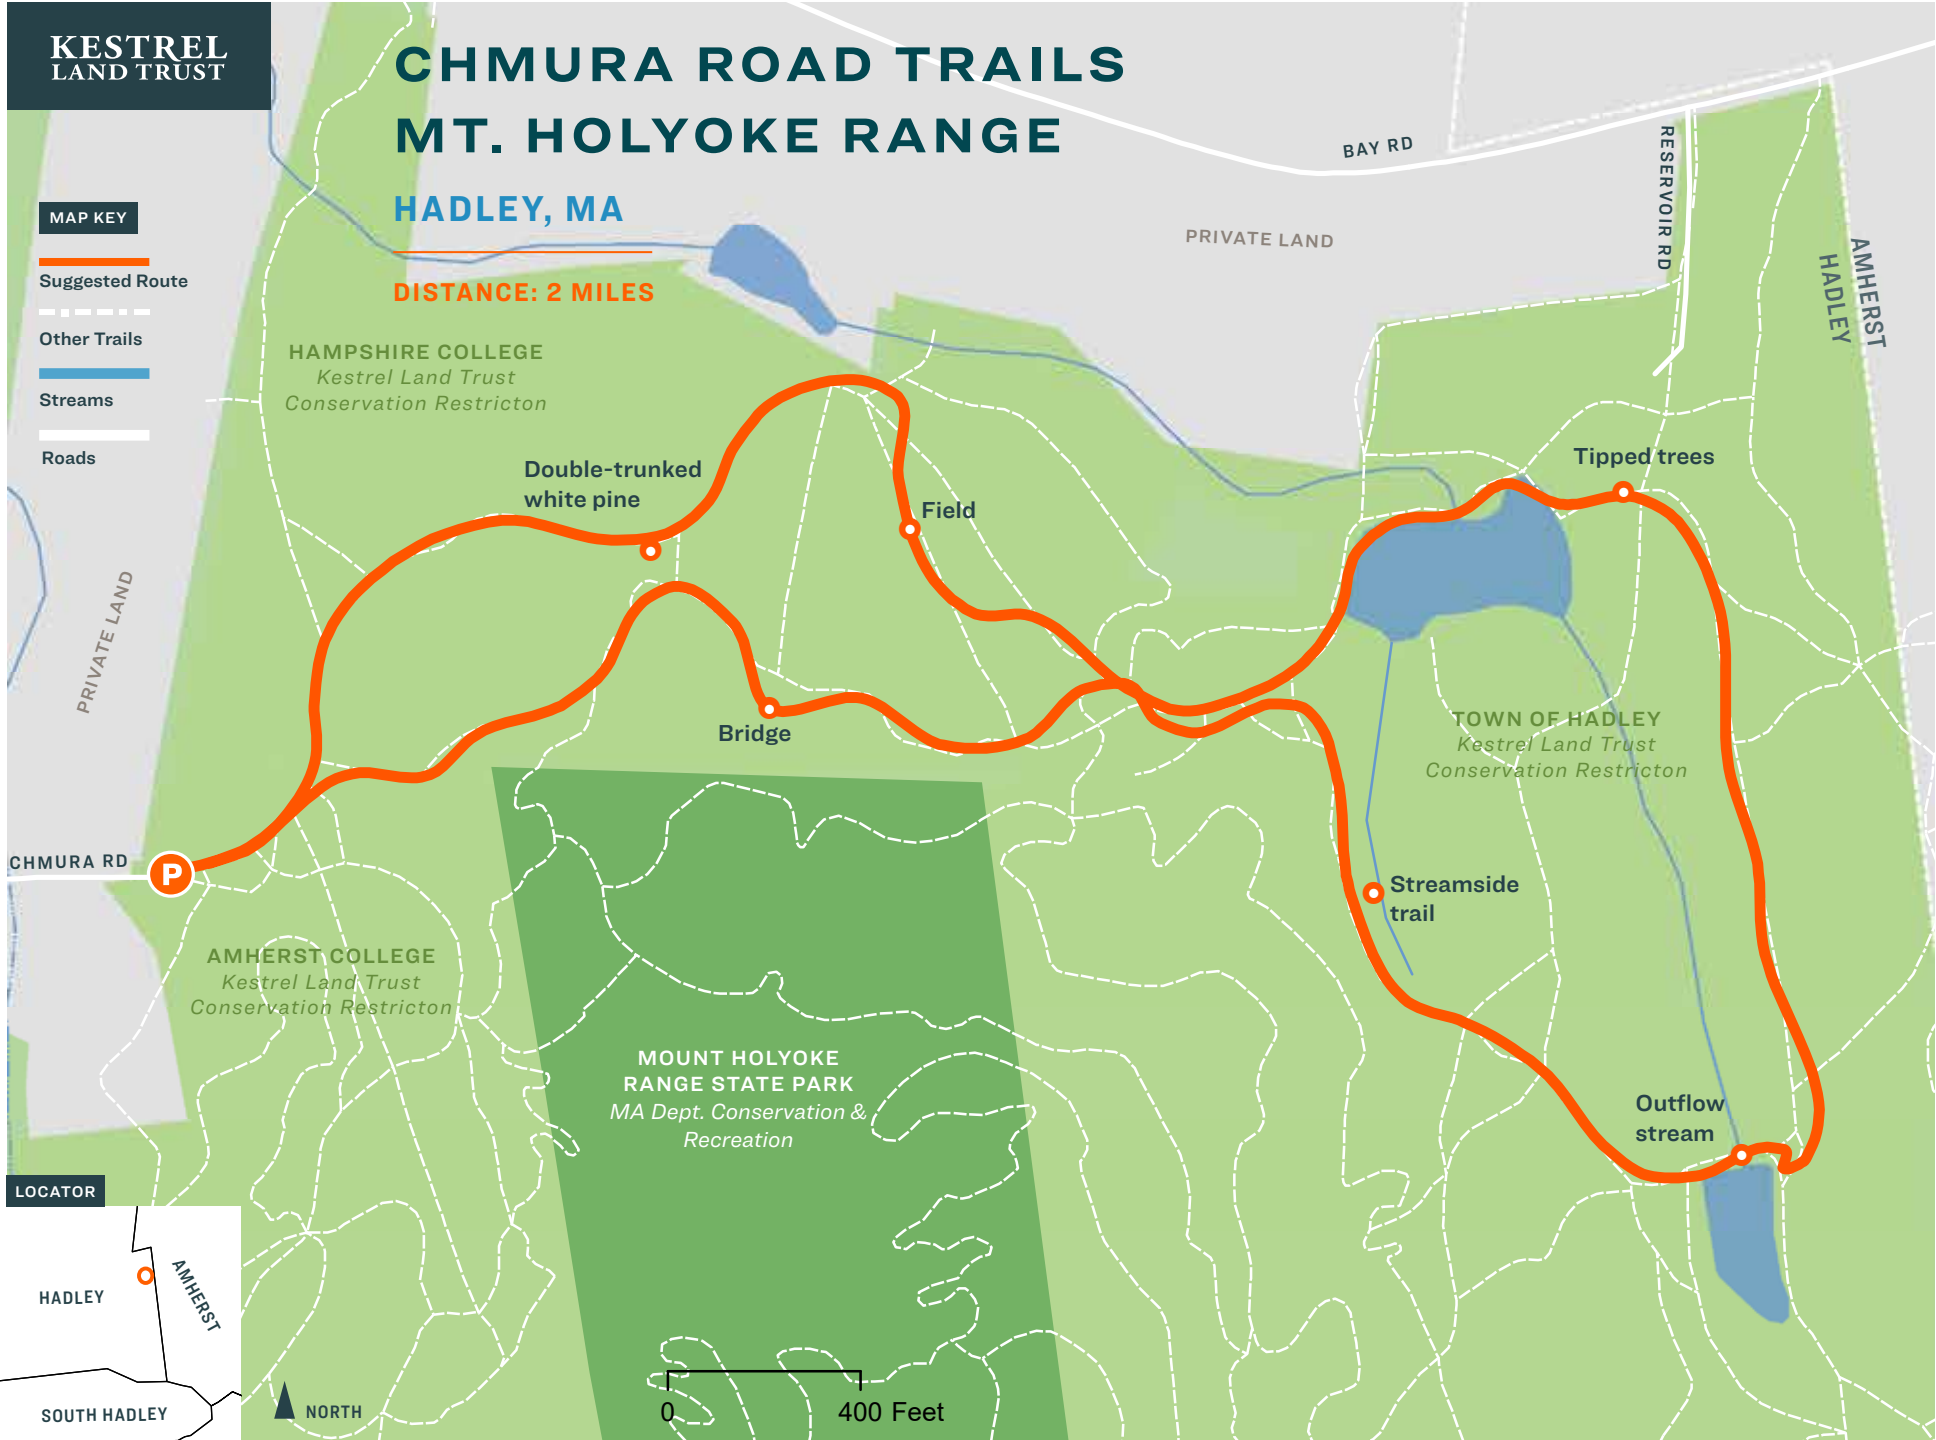 KESTREL
LAND TRUST
CHMURA ROAD TRAILS
MT. HOLYOKE RANGE
HADLEY, MA
DISTANCE: 2 MILES
MAP KEY
Suggested Route
Other Trails
Streams
Roads
BAY RD
RESERVOIR RD
PRIVATE LAND
AMHERST
HADLEY
HAMPSHIRE COLLEGE
Kestrel Land Trust
Conservation Restricton
Double-trunked
white pine
Field
Tipped trees
PRIVATE LAND
Bridge
TOWN OF HADLEY
Kestrel Land Trust
Conservation Restricton
CHMURA RD
P
Streamside
trail
AMHERST COLLEGE
Kestrel Land Trust
Conservation Restricton
MOUNT HOLYOKE
RANGE STATE PARK
MA Dept. Conservation &
Recreation
Outflow
stream
LOCATOR
HADLEY
AMHERST
SOUTH HADLEY
NORTH
0
400 Feet